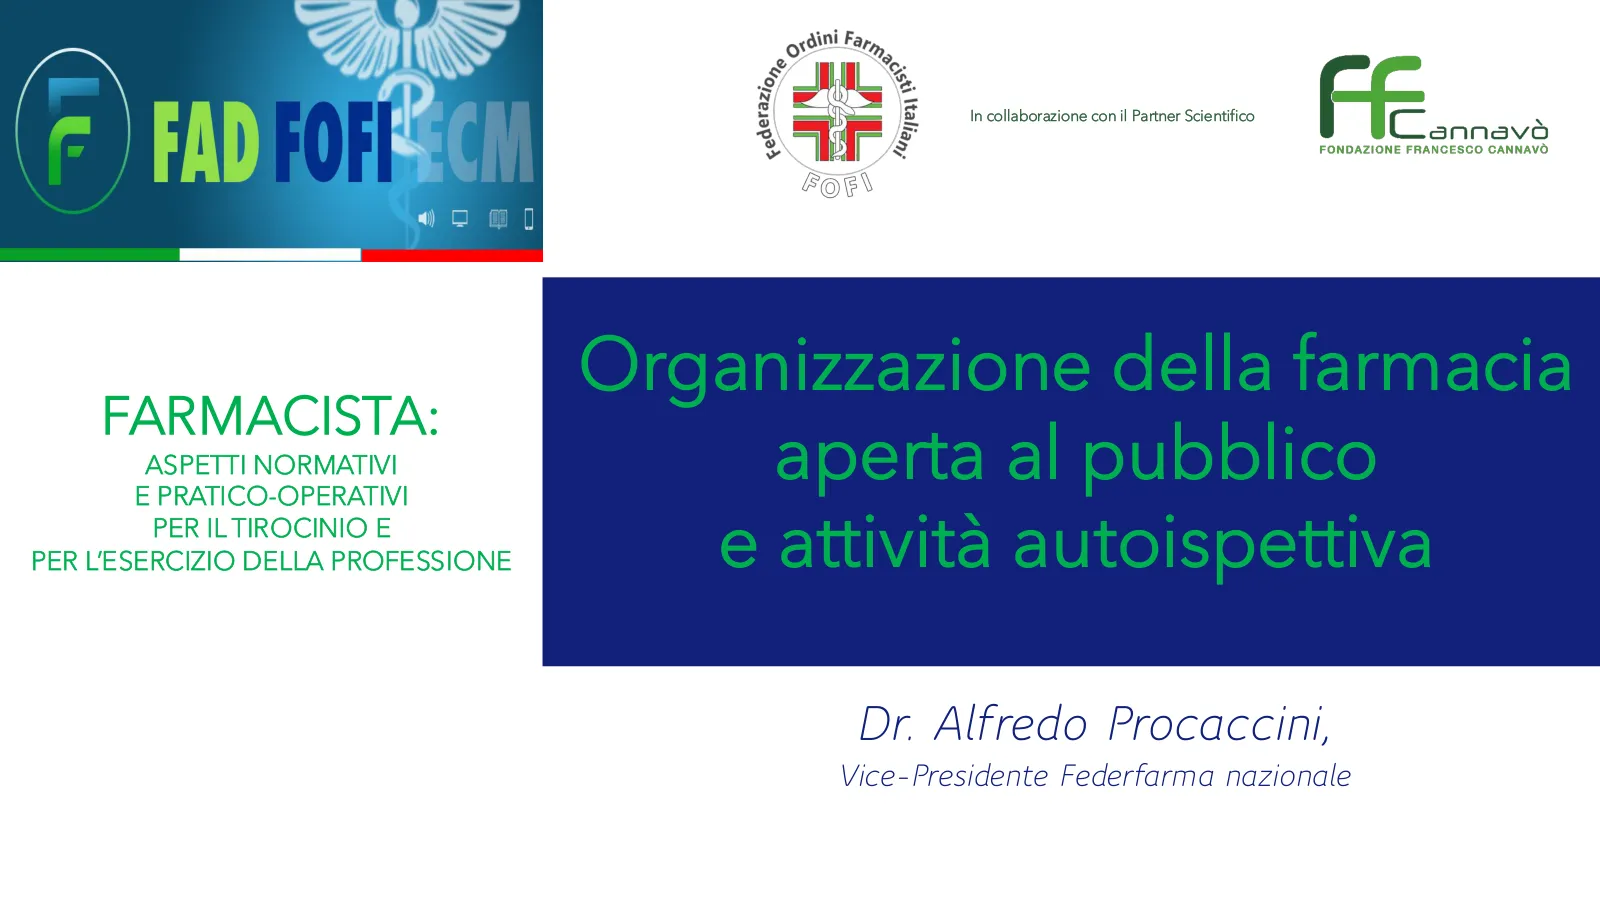 FAD FOFI ECM
Federazione Ordini Farmacisti Italiani
FOFI
In collaborazione con il Partner Scientifico
Cannavò
FONDAZIONE FRANCESCO CANNAVÒ
FARMACISTA:
ASPETTI NORMATIVI
E PRATICO-OPERATIVI
PER IL TIROCINIO E
PER L’ESERCIZIO DELLA PROFESSIONE
Organizzazione della farmacia
aperta al pubblico
e attività autoispettiva
Dr. Alfredo Procaccini,
Vice-Presidente Federfarma nazionale